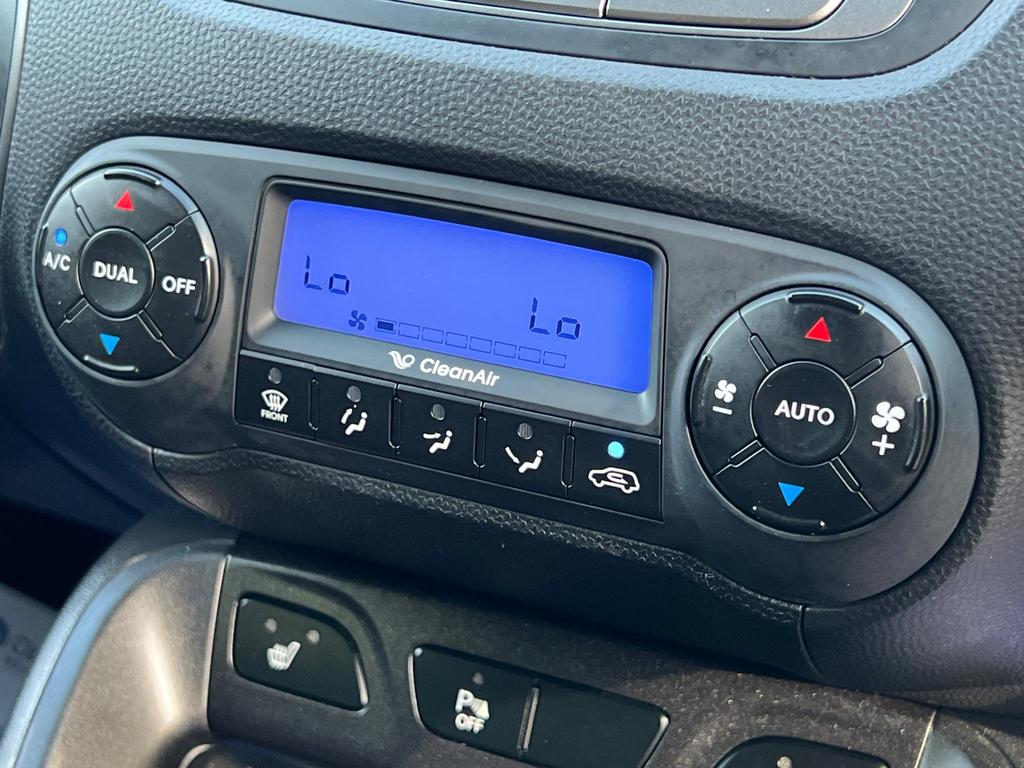 A/C
DUAL
OFF
Lo
Lo
CleanAir
FRONT
−
AUTO
+
P
OFF